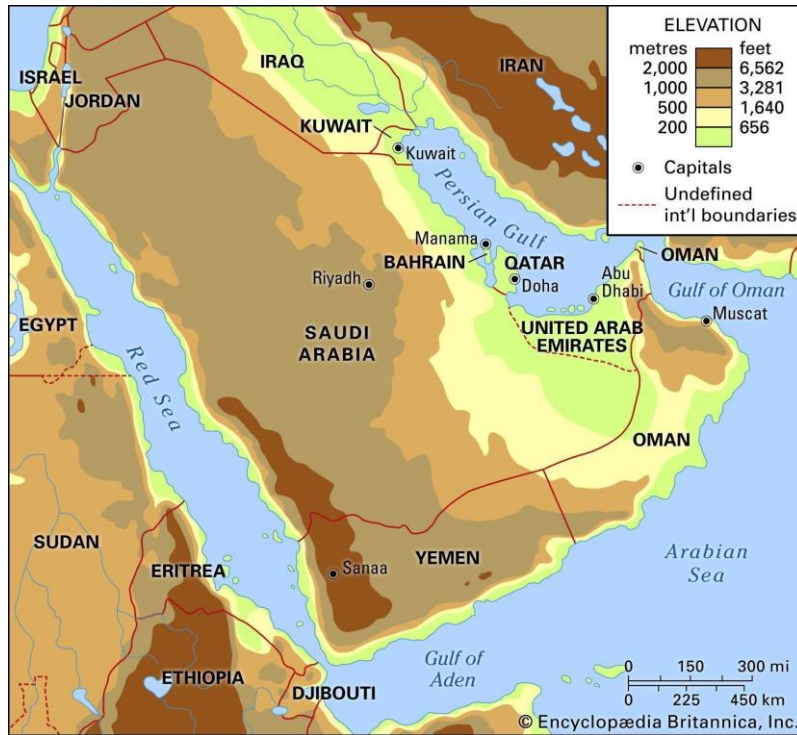 ELEVATION
metres feet
2,000 6,562
1,000 3,281
500 1,640
200 656
Capitals
Undefined
int'l boundaries
ISRAEL
JORDAN
IRAQ
IRAN
KUWAIT
Kuwait
Persian Gulf
Manama
BAHRAIN
QATAR
Doha
Abu
Dhabi
OMAN
Gulf of Oman
Muscat
Riyadh
SAUDI
ARABIA
UNITED ARAB
EMIRATES
EGYPT
Red Sea
OMAN
SUDAN
ERITREA
Sanaa
YEMEN
Arabian
Sea
ETHIOPIA
DJIBOUTI
Gulf of
Aden
0 150 300 mi
0 225 450 km
© Encyclopædia Britannica, Inc.